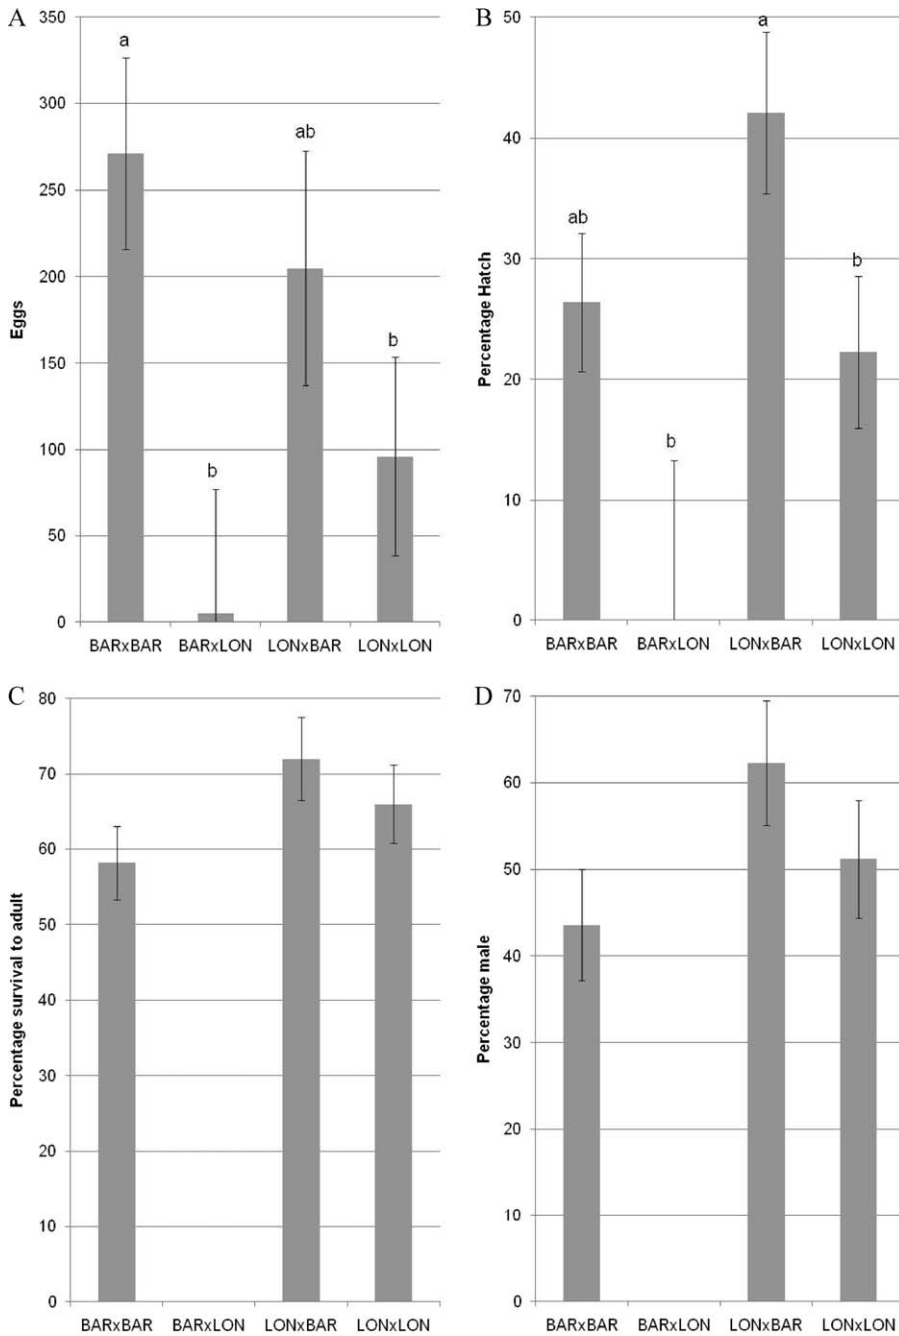 A
350
300
250
200
150
100
50
0
Eggs
a
b
ab
b
BARxBAR BARxLON LONxBAR LONxLON
B
50
40
30
20
10
0
Percentage Hatch
ab
b
a
b
BARxBAR BARxLON LONxBAR LONxLON
C
80
70
60
50
40
30
20
10
0
Percentage survival to adult
BARxBAR BARxLON LONxBAR LONxLON
D
70
60
50
40
30
20
10
0
Percentage male
BARxBAR BARxLON LONxBAR LONxLON